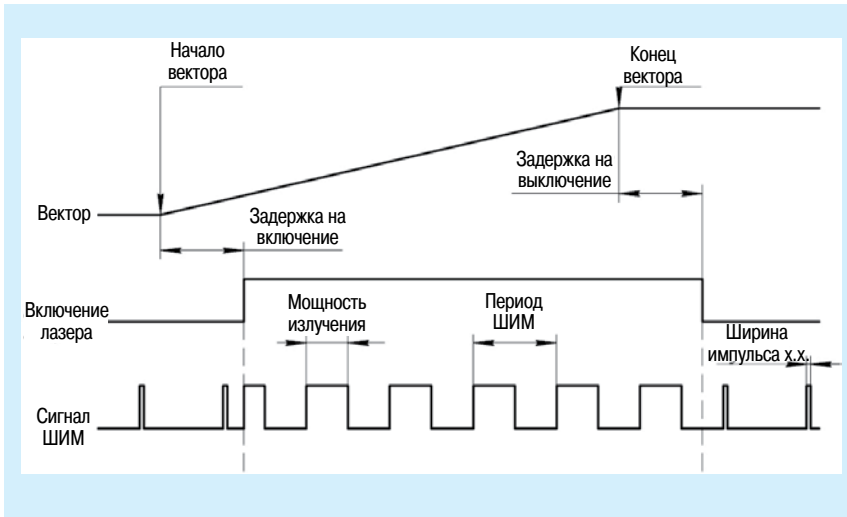 Начало
вектора
Конец
вектора
Задержка на
выключение
Вектор
Задержка на
включение
Включение
лазера
Мощность
излучения
Период
ШИМ
Ширина
импульса х.х.
Сигнал
ШИМ